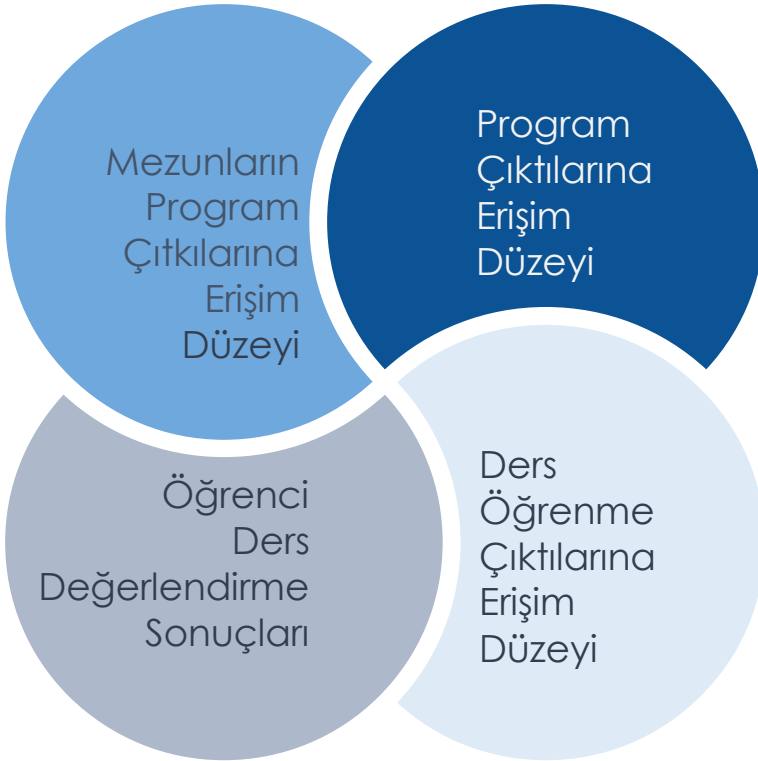 Mezunların
Program
Çıtkılarına
Erişim
Düzeyi
Program
Çıktılarına
Erişim
Düzeyi
Öğrenci
Ders
Değerlendirme
Sonuçları
Ders
Öğrenme
Çıktılarına
Erişim
Düzeyi